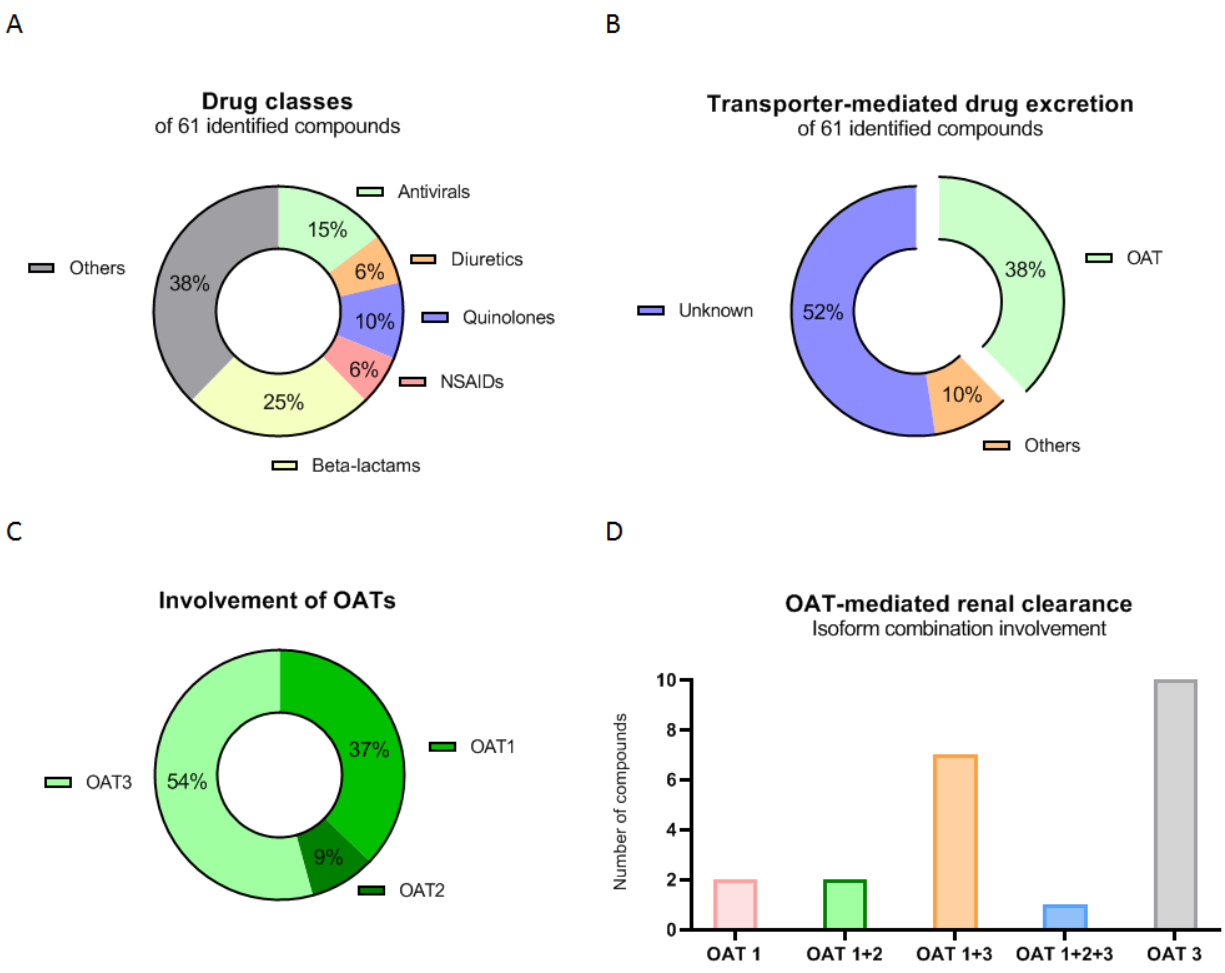 A
Drug classes
of 61 identified compounds
Antivirals
15%
Diuretics
6%
Others
38%
Quinolones
10%
NSAIDs
6%
25%
Beta-lactams
B
Transporter-mediated drug excretion
of 61 identified compounds
OAT
38%
Unknown
52%
10%
Others
C
Involvement of OATs
OAT1
37%
OAT3
54%
9%
OAT2
D
OAT-mediated renal clearance
Isoform combination involvement
Number of compounds
10
8
6
4
2
0
OAT 1
OAT 1+2
OAT 1+3
OAT 1+2+3
OAT 3